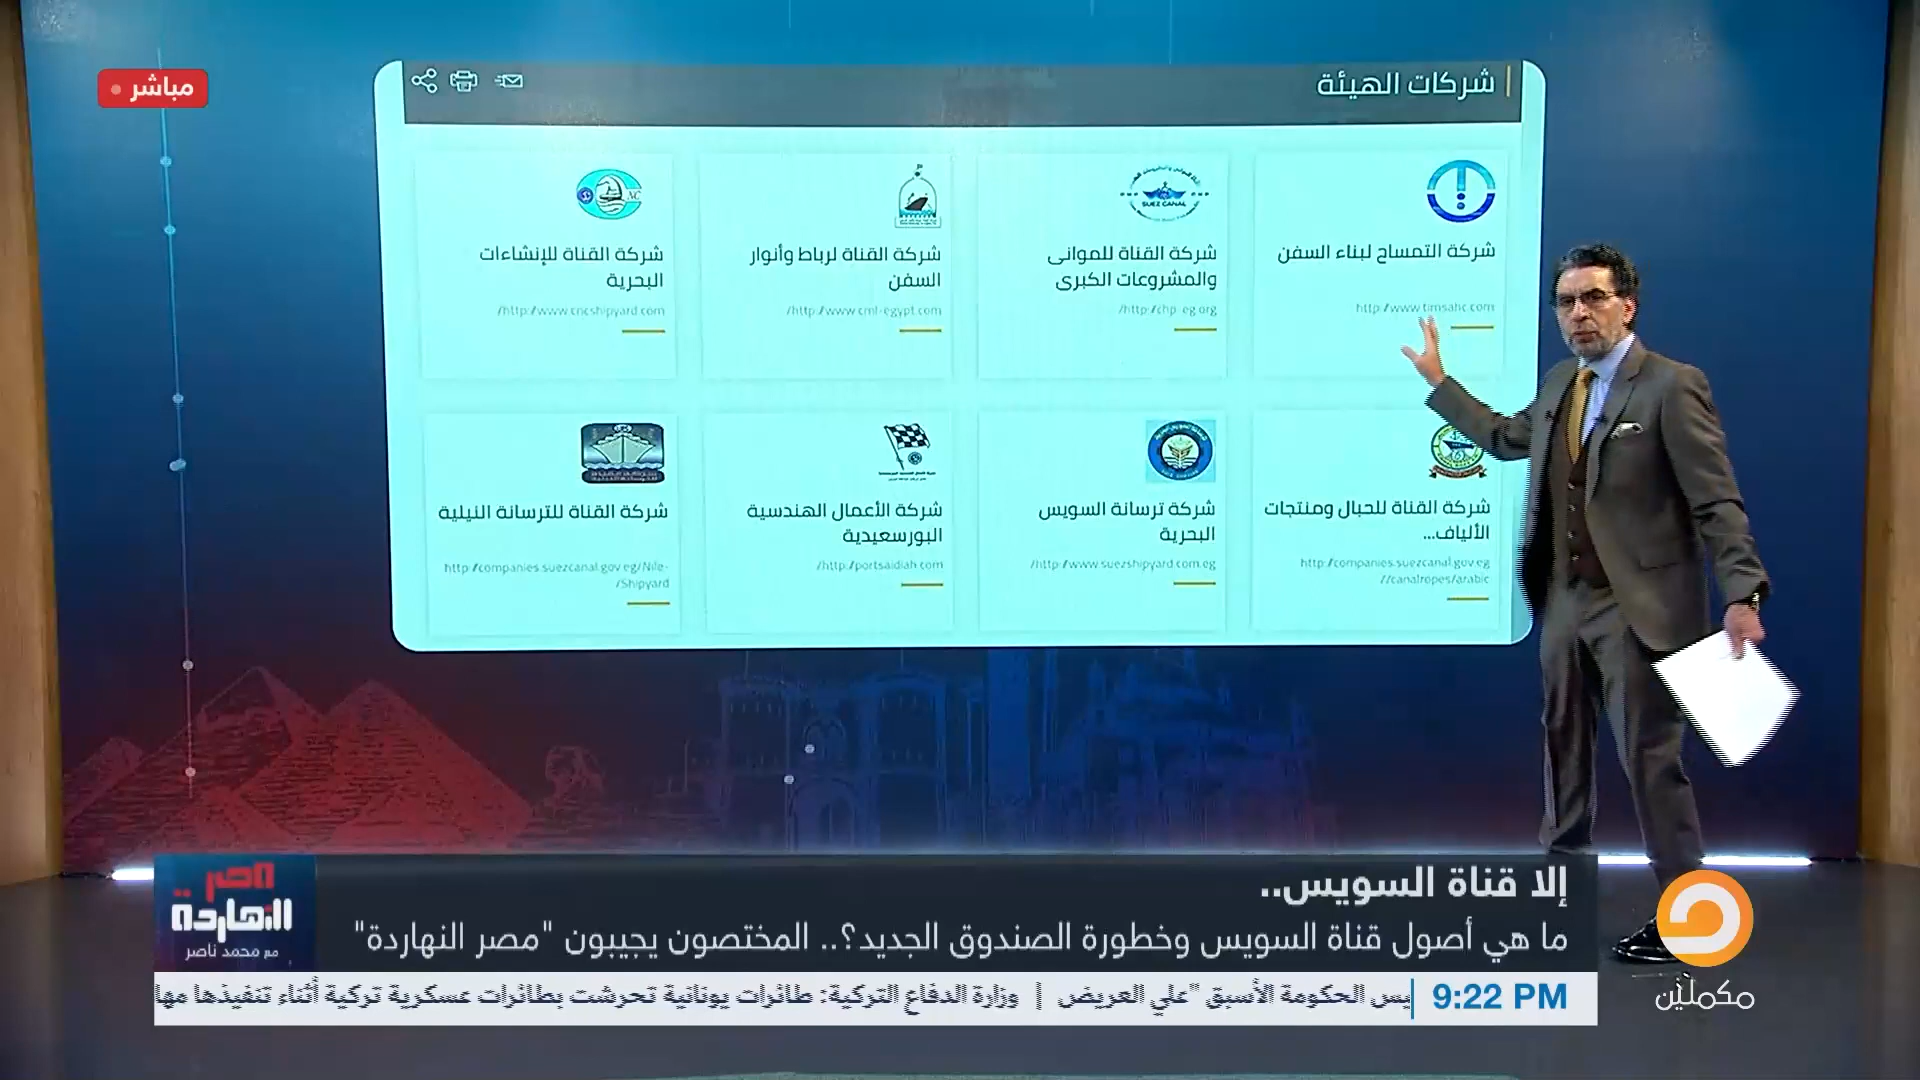 مباشر
شركات الهيئة
شركة التمساح لبناء السفن
http://www.timsahc.com
شركة القناة للموانى
والمشروعات الكبرى
http://chp-eg.org/
SUEZ CANAL
شركة القناة لرباط وأنوار
السفن
http://www.cml-egypt.com/
شركة القناة للإنشاءات
البحرية
http://www.cncshipyard.com/
NC
شركة القناة للحبال ومنتجات
الألياف...
http://companies.suezcanal.gov.eg
/canalropes/arabic/
شركة ترسانة السويس
البحرية
http://www.suezshipyard.com.eg/
شركة الأعمال الهندسية
البورسعيدية
http://portsaidiah.com/
شركة القناة للترسانة النيلية
http://companies.suezcanal.gov.eg/Nile-
Shipyard/
إلا قناة السويس..
ما هي أصول قناة السويس وخطورة الصندوق الجديد؟.. المختصون يجيبون "مصر النهاردة"
مصر
النهاردة
مع محمد ناصر
9:22 PM
يس الحكومة الأسبق "علي العريض | وزارة الدفاع التركية: طائرات يونانية تحرشت بطائرات عسكرية تركية أثناء تنفيذها مها
مكملين